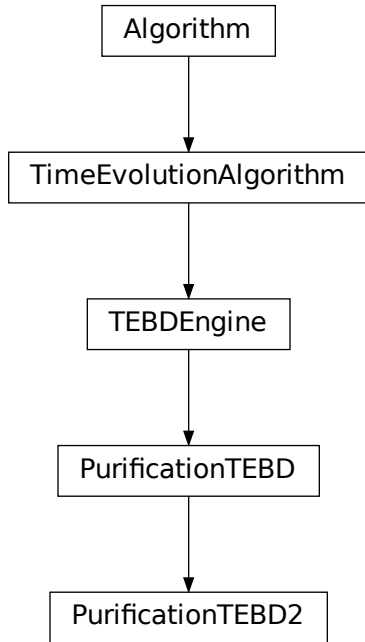 Algorithm
TimeEvolutionAlgorithm
TEBDEngine
PurificationTEBD
PurificationTEBD2